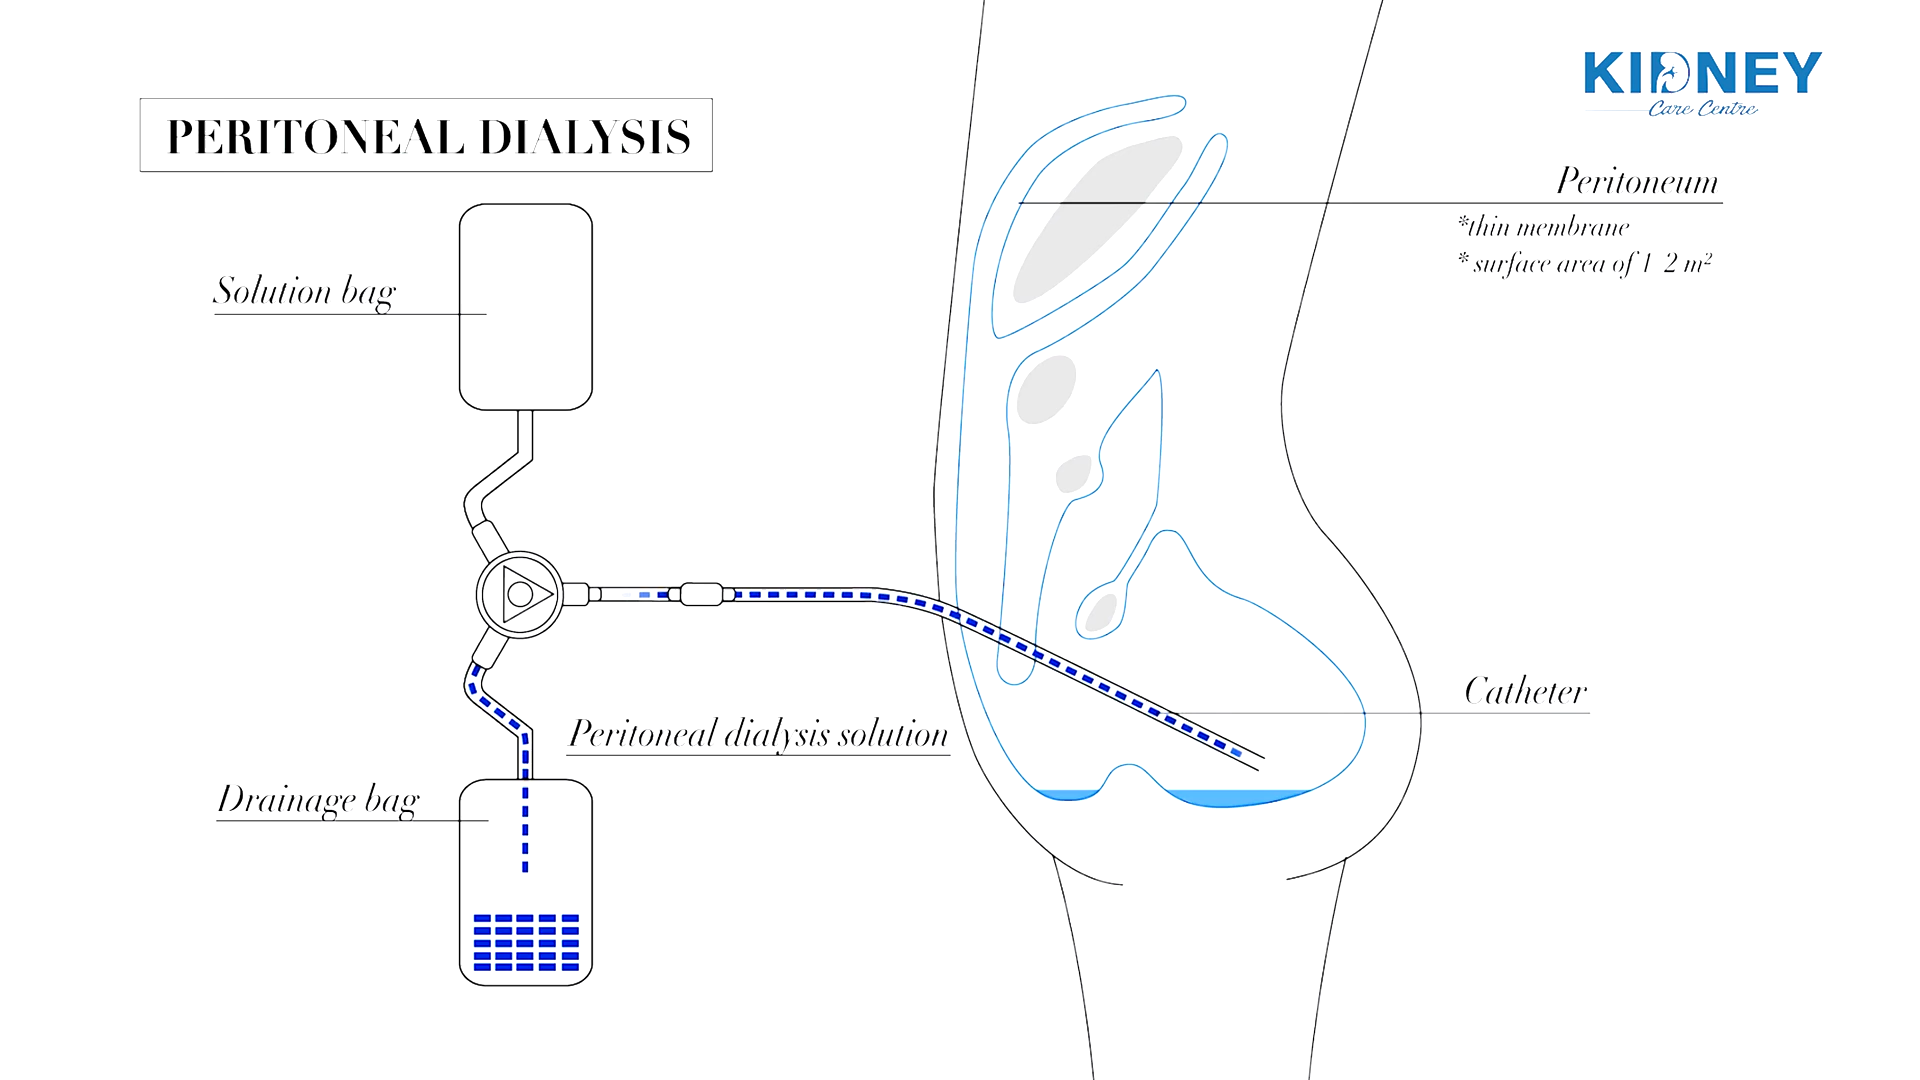 KIDNEY
Care Centre
PERITONEAL DIALYSIS
Peritoneum
*thin membrane
* surface area of 1 2 m²
Solution bag
Catheter
Peritoneal dialysis solution
Drainage bag